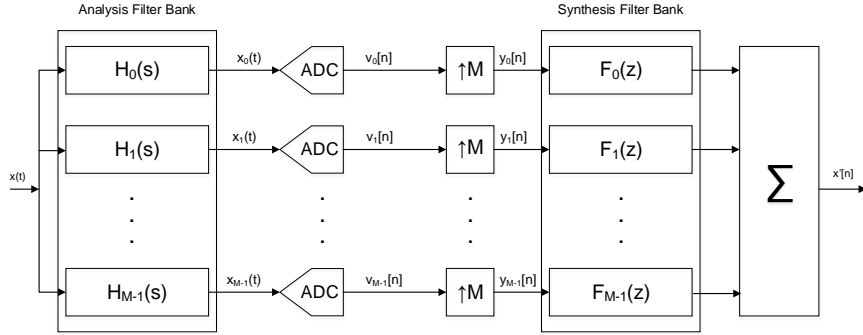 Analysis Filter Bank
Synthesis Filter Bank
H0(s)
x0(t)
ADC
v0[n]
↑M
y0[n]
F0(z)
H1(s)
x1(t)
ADC
v1[n]
↑M
y1[n]
F1(z)
x(t)
Σ
x'[n]
HM-1(s)
xM-1(t)
ADC
vM-1[n]
↑M
yM-1[n]
FM-1(z)